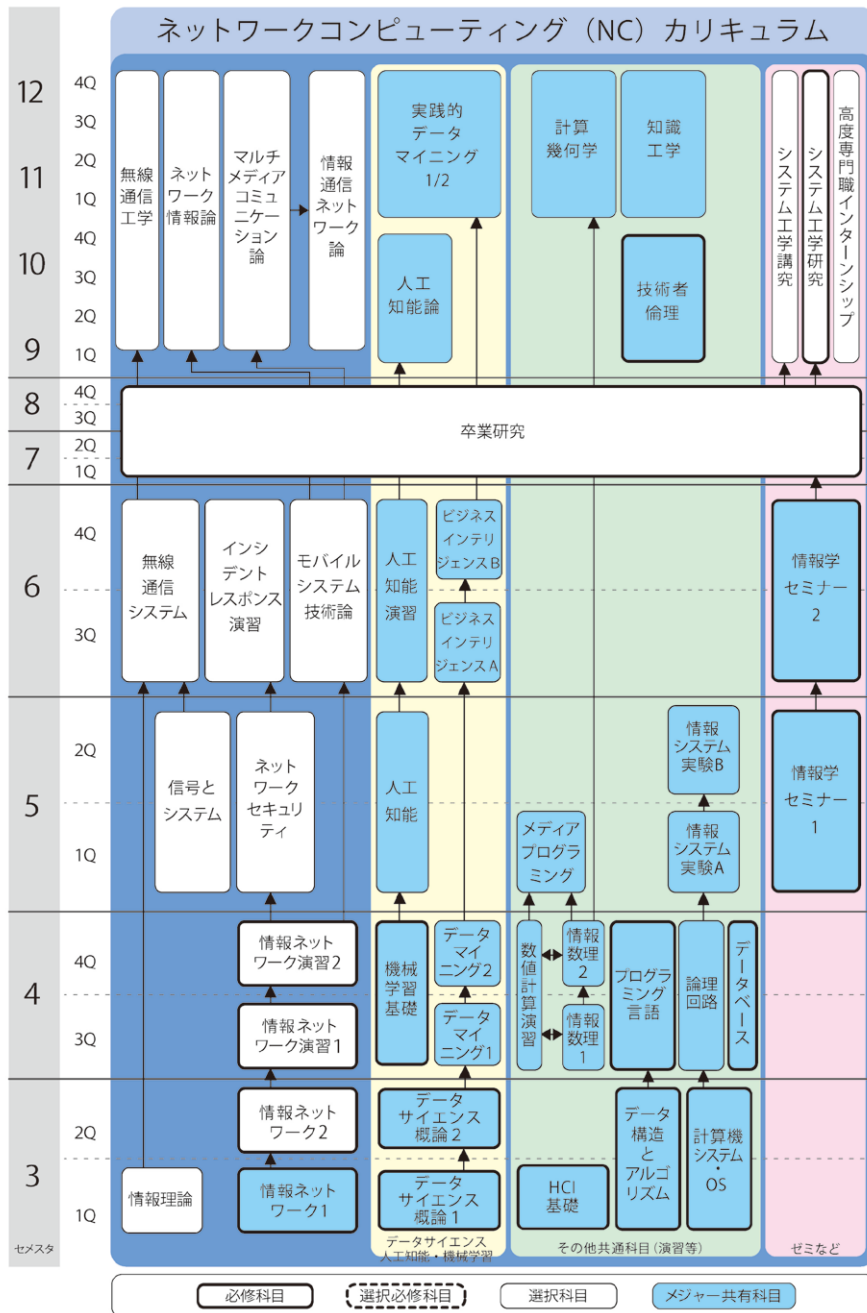 ネットワークコンピューティング（NC）カリキュラム
12
11
10
9
4Q
3Q
2Q
1Q
4Q
3Q
2Q
1Q
無線
通信
工学
ネット
ワーク
情報論
マルチ
メディア
コミュ
ニケー
ション
論
情報
通信
ネット
ワーク
論
実践的
データ
マイニング
1/2
計算
幾何学
知識
工学
システム工学講究
システム工学研究
高度専門職インターンシップ
人工
知能論
技術者
倫理
8
4Q
3Q
7
2Q
1Q
卒業研究
6
4Q
3Q
無線
通信
システム
インシ
デント
レスポンス
演習
モバイル
システム
技術論
人工
知能
演習
ビジネス
インテリ
ジェンスB
ビジネス
インテリ
ジェンスA
情報学
セミナー
2
5
2Q
1Q
信号と
システム
ネット
ワーク
セキュリ
ティ
人工
知能
メディア
プログラ
ミング
情報
システム
実験B
情報
システム
実験A
情報学
セミナー
1
4
4Q
3Q
情報ネット
ワーク演習2
情報ネット
ワーク演習1
機械
学習
基礎
データ
マイ
ニング2
データ
マイ
ニング1
数値計算演習
情報
数理
2
情報
数理
1
プログラ
ミング
言語
論理
回路
データベース
3
2Q
1Q
情報理論
情報ネット
ワーク2
情報ネット
ワーク1
データ
サイエンス
概論2
データ
サイエンス
概論1
HCI
基礎
データ
構造と
アルゴ
リズム
計算機
システム・
OS
セメスタ
データサイエンス
人工知能・機械学習
その他共通科目（演習等）
ゼミなど
必修科目
選択必修科目
選択科目
メジャー共有科目